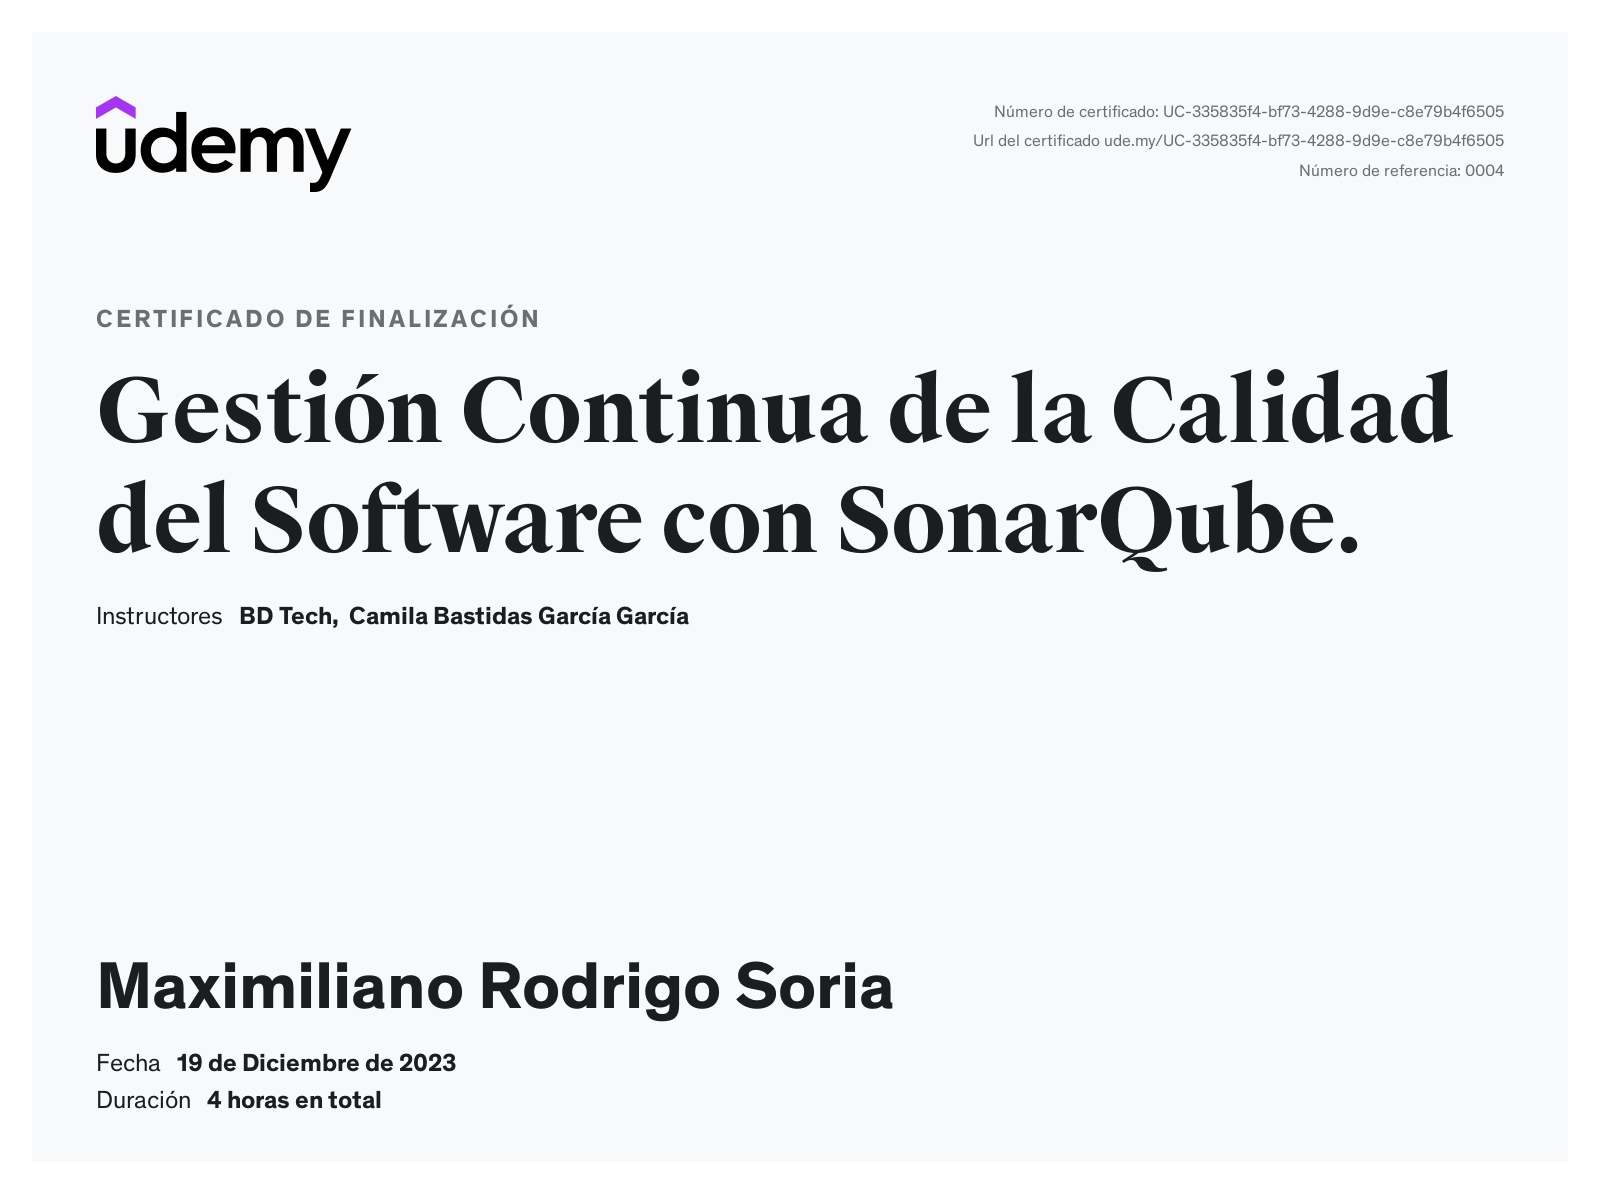 udemy
Número de certificado: UC-335835f4-bf73-4288-9d9e-c8e79b4f6505
Url del certificado ude.my/UC-335835f4-bf73-4288-9d9e-c8e79b4f6505
Número de referencia: 0004
CERTIFICADO DE FINALIZACIÓN
Gestión Continua de la Calidad
del Software con SonarQube.
Instructores BD Tech, Camila Bastidas García García
Maximiliano Rodrigo Soria
Fecha 19 de Diciembre de 2023
Duración 4 horas en total